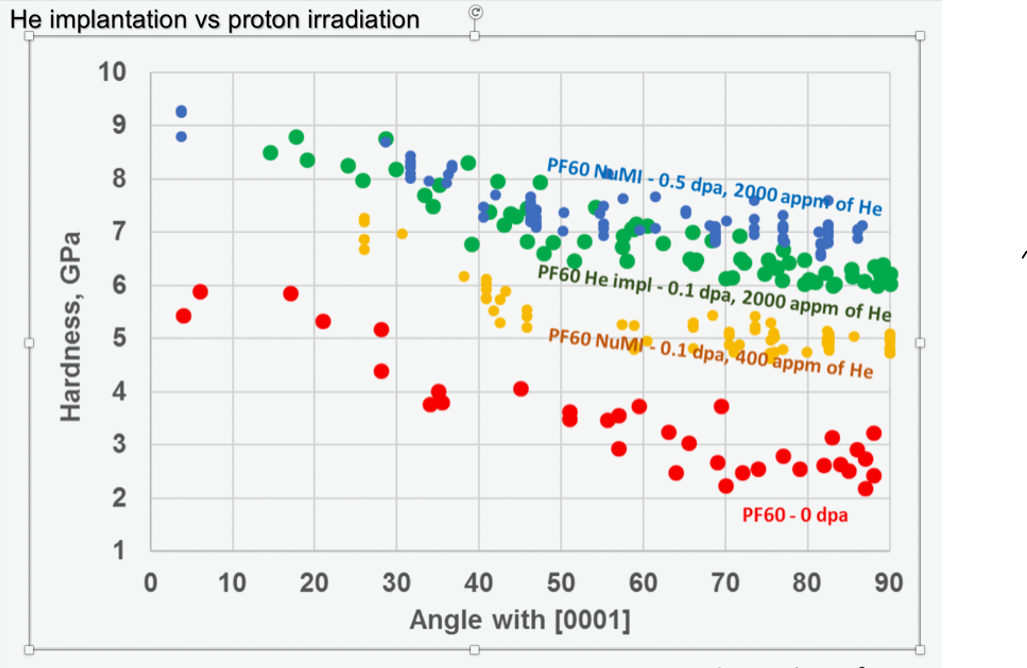 He implantation vs proton irradiation
10
9
8
7
6
5
4
3
2
1
Hardness, GPa
PF60 NuMI - 0.5 dpa, 2000 appm of He
PF60 He impl - 0.1 dpa, 2000 appm of He
PF60 NuMI - 0.1 dpa, 400 appm of He
PF60 - 0 dpa
0 10 20 30 40 50 60 70 80 90
Angle with [0001]